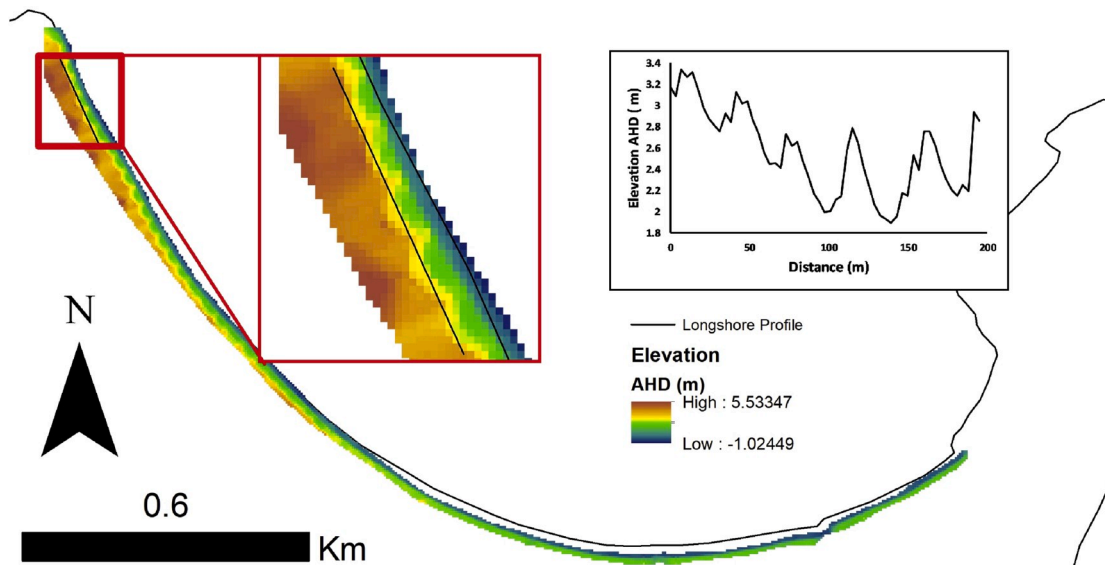 3.4
3.2
3
2.8
2.6
2.4
2.2
2
1.8
Elevation AHD ( m)
0
50
100
150
200
Distance (m)
N
Longshore Profile
Elevation
AHD (m)
High : 5.53347
Low : -1.02449
0.6
Km